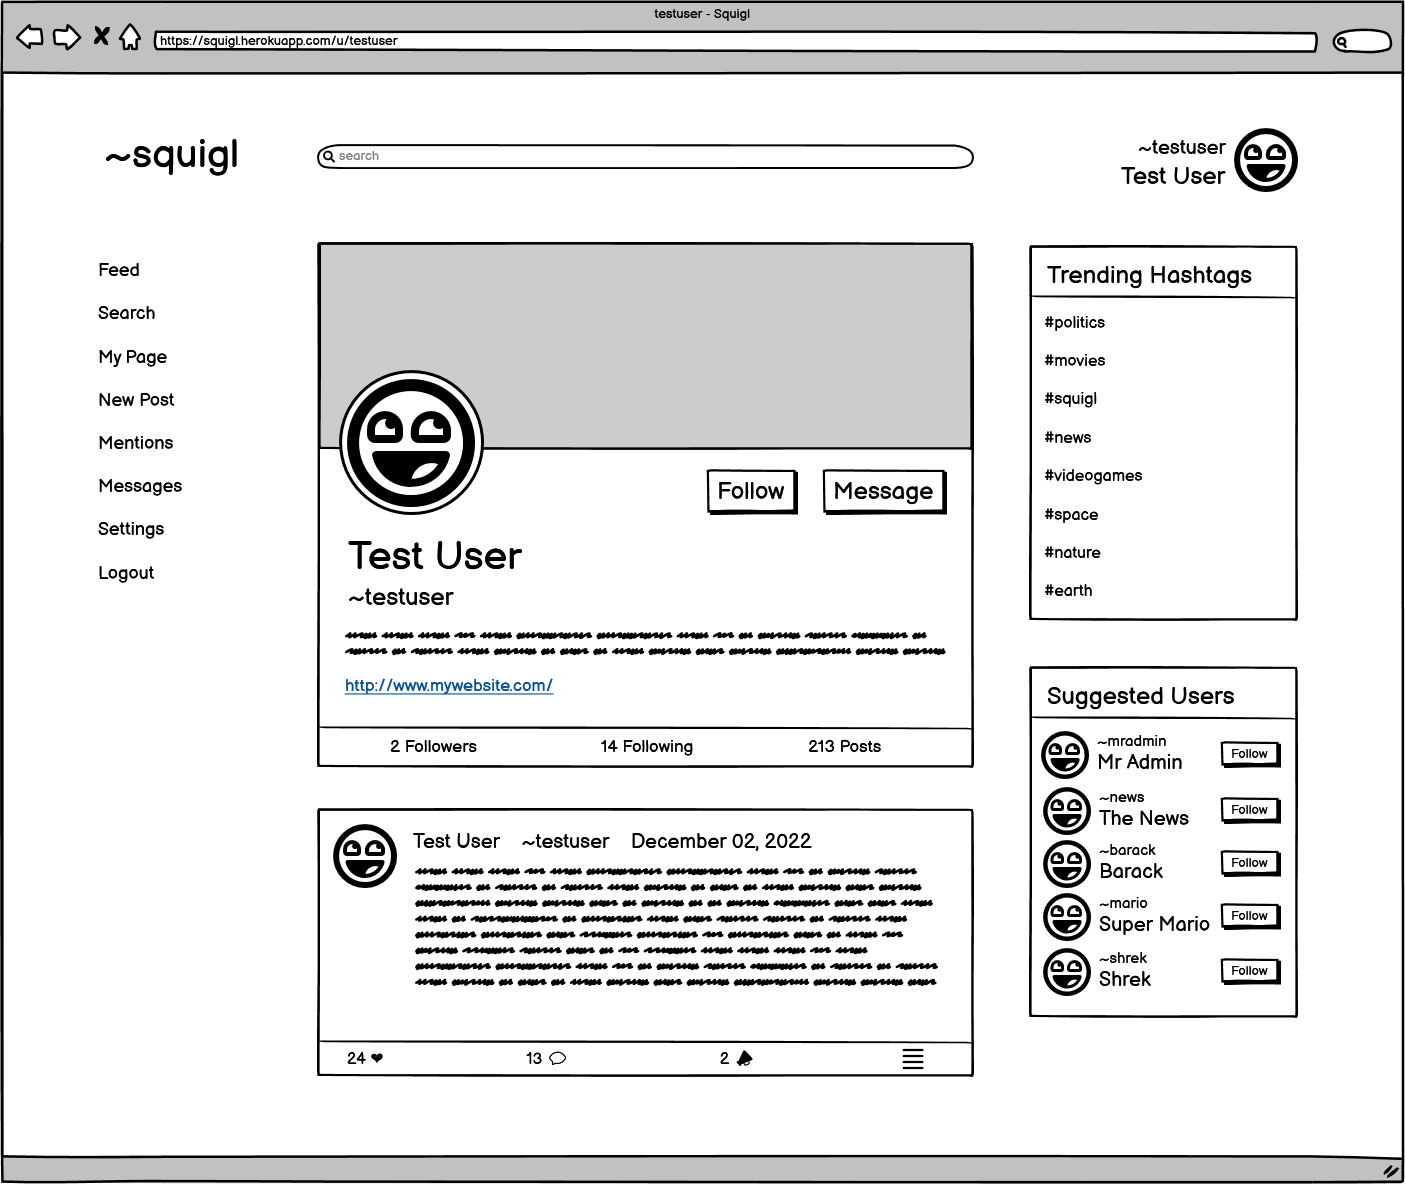 testuser - Squigl
https://squigl.herokuapp.com/u/testuser
~squigl
search
~testuser
Test User
Feed
Search
My Page
New Post
Mentions
Messages
Settings
Logout
Follow
Message
Test User
~testuser
http://www.mywebsite.com/
2 Followers 14 Following 213 Posts
Test User ~testuser December 02, 2022
24 13 2
Trending Hashtags
#politics
#movies
#squigl
#news
#videogames
#space
#nature
#earth
Suggested Users
~mradmin
Mr Admin
Follow
~news
The News
Follow
~barack
Barack
Follow
~mario
Super Mario
Follow
~shrek
Shrek
Follow